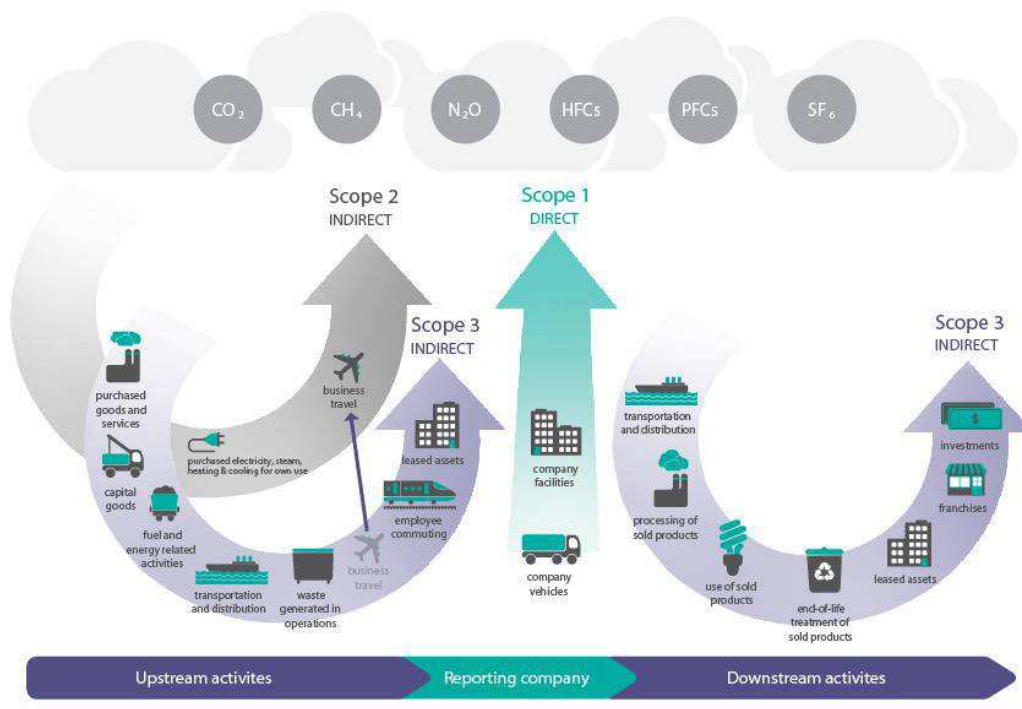 CO₂
CH₄
N₂O
HFCs
PFCs
SF₆
Scope 2
INDIRECT
Scope 1
DIRECT
Scope 3
INDIRECT
Scope 3
INDIRECT
purchased
goods and
services
capital
goods
fuel and
energy related
activities
purchased electricity, steam,
heating & cooling for own use
transportation
and distribution
waste
generated in
operations
business
travel
business
travel
employee
commuting
leased assets
company
facilities
company
vehicles
transportation
and distribution
processing of
sold products
use of sold
products
end-of-life
treatment of
sold products
leased assets
franchises
investments
$
Upstream activites
Reporting company
Downstream activites